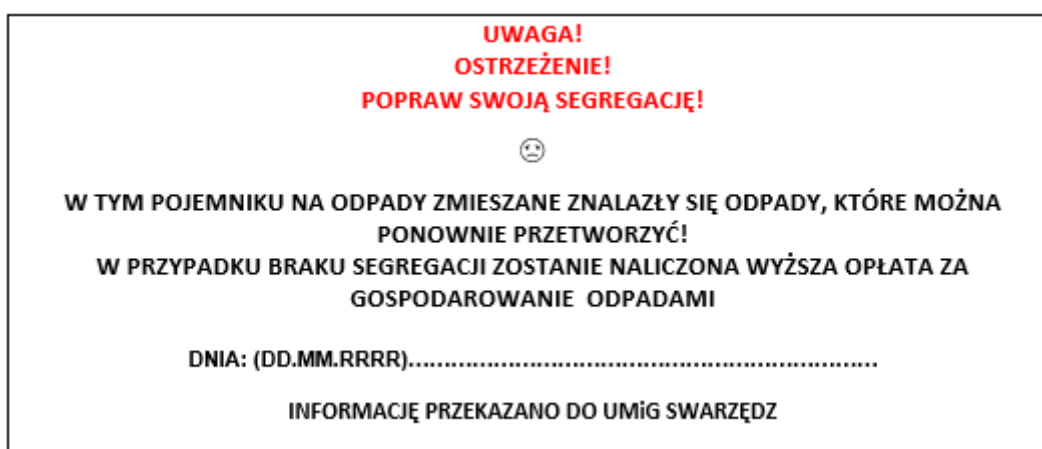 UWAGA!
OSTRZEŻENIE!
POPRAW SWOJĄ SEGREGACJĘ!
W TYM POJEMNIKU NA ODPADY ZMIESZANE ZNALAZŁY SIĘ ODPADY, KTÓRE MOŻNA
PONOWNIE PRZETWORZYĆ!
W PRZYPADKU BRAKU SEGREGACJI ZOSTANIE NALICZONA WYŻSZA OPŁATA ZA
GOSPODAROWANIE ODPADAMI
DNIA: (DD.MM.RRRR)..................................................................
INFORMACJĘ PRZEKAZANO DO UMiG SWARZĘDZ